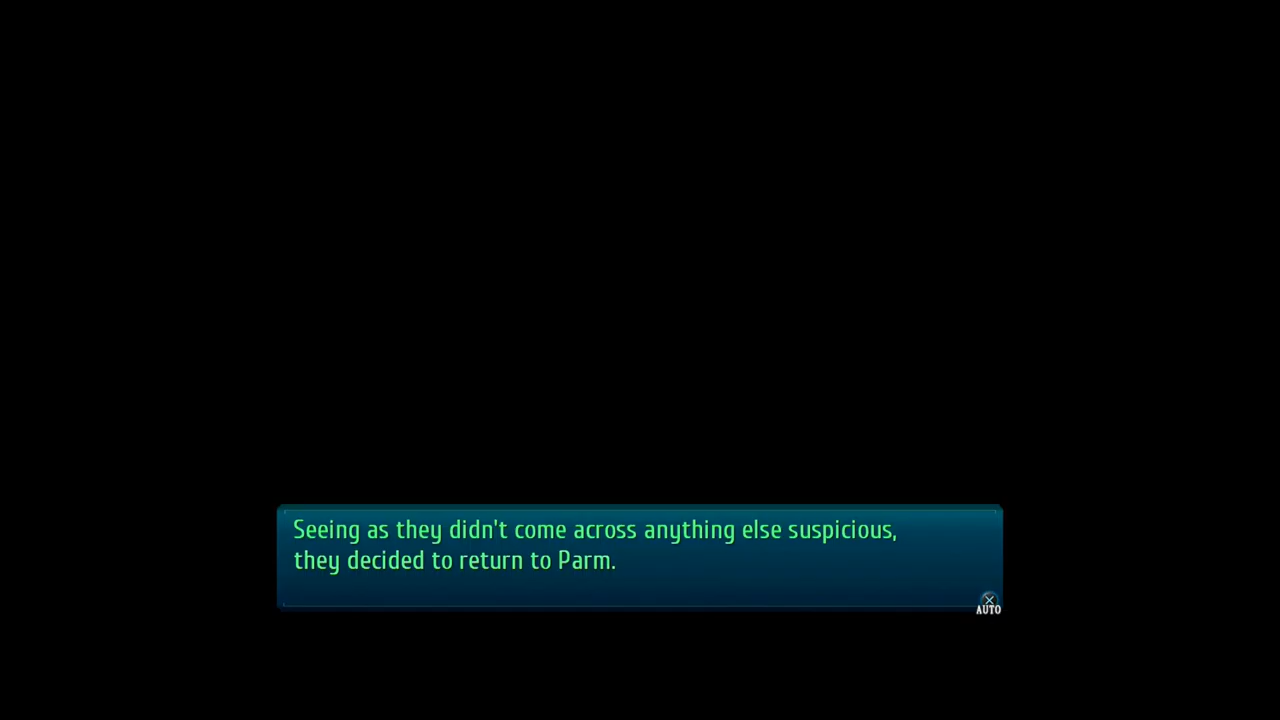 Seeing as they didn't come across anything else suspicious,
they decided to return to Parm.
AUTO